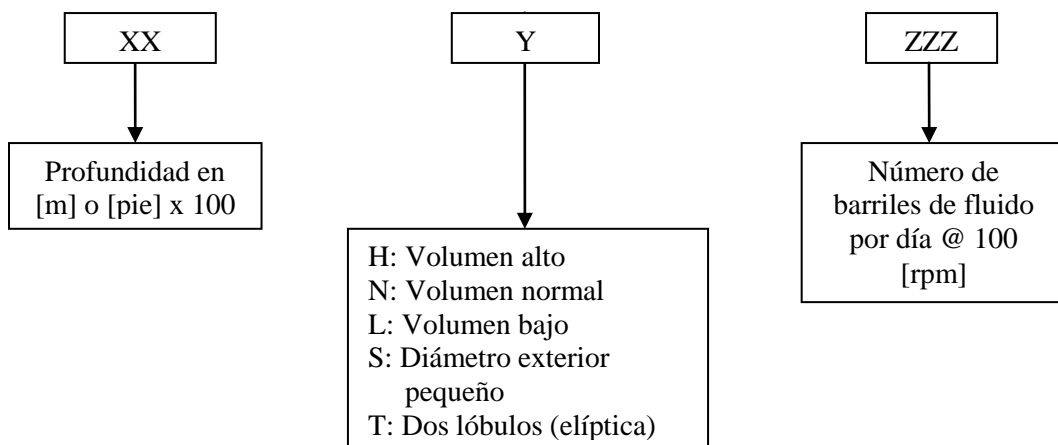 XX
Y
ZZZ
Profundidad en
[m] o [pie] x 100
H: Volumen alto
N: Volumen normal
L: Volumen bajo
S: Diámetro exterior
pequeño
T: Dos lóbulos (elíptica)
Número de
barriles de fluido
por día @ 100
[rpm]